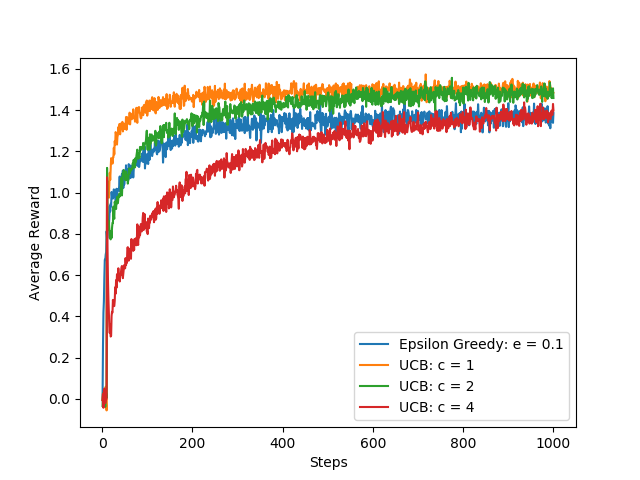 1.6
1.4
1.2
1.0
0.8
0.6
0.4
0.2
0.0
Average Reward
0 200 400 600 800 1000
Steps
Epsilon Greedy: e = 0.1
UCB: c = 1
UCB: c = 2
UCB: c = 4